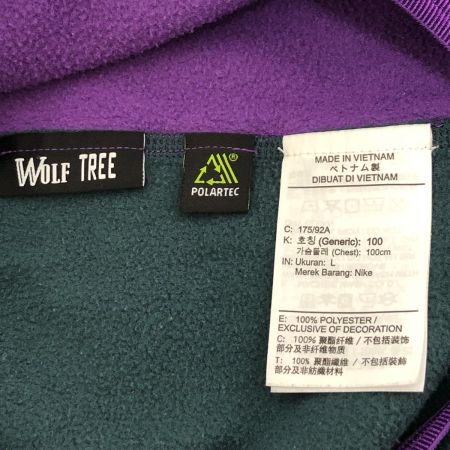 WOLF TREE
®
POLARTEC
MADE IN VIETNAM
ベトナム製
DIBUAT DI VIETNAM
C: 175/92A
K: 호칭 (Generic): 100
가슴둘레 (Chest): 100cm
IN: Ukuran: L
Merek Barang: Nike
E: 100% POLYESTER /
EXCLUSIVE OF DECORATION
C: 100% 聚酯纤维 / 不包括装饰
部分及非纤维物质
T: 100% 聚酯纖維 / 不包括裝飾
部分及非紡織材料